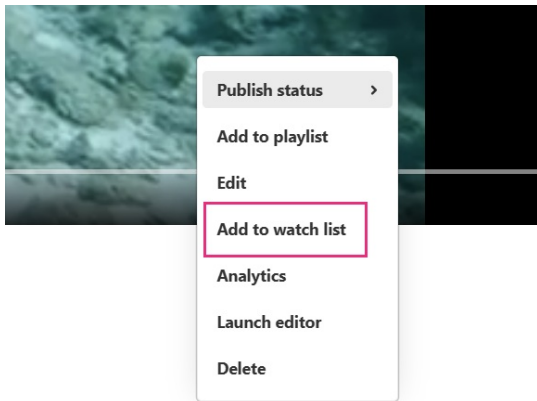 Publish status
Add to playlist
Edit
Add to watch list
Analytics
Launch editor
Delete